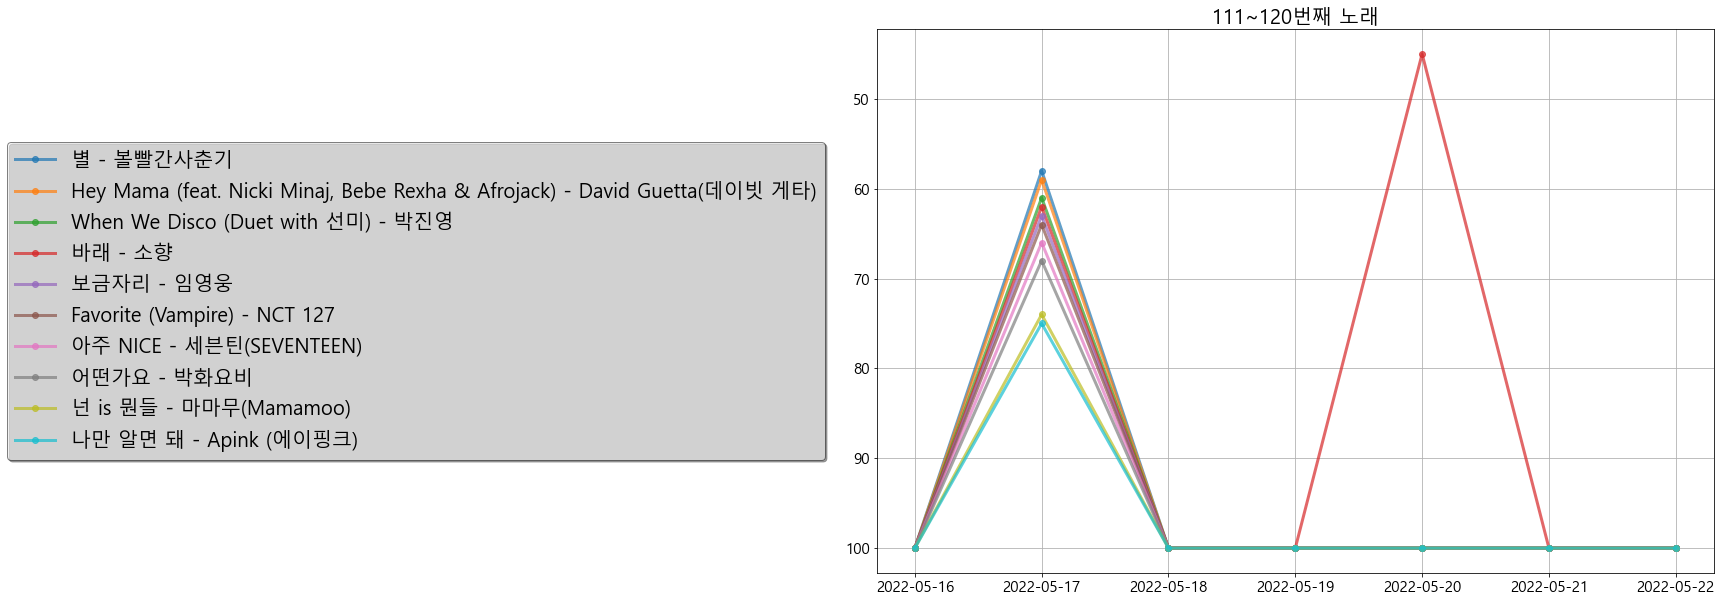 111~120번째 노래
별 - 볼빨간사춘기
Hey Mama (feat. Nicki Minaj, Bebe Rexha & Afrojack) - David Guetta(데이빗 게타)
When We Disco (Duet with 선미) - 박진영
바래 - 소향
보금자리 - 임영웅
Favorite (Vampire) - NCT 127
아주 NICE - 세븐틴(SEVENTEEN)
어떤가요 - 박화요비
넌 is 뭔들 - 마마무(Mamamoo)
나만 알면 돼 - Apink (에이핑크)
50
60
70
80
90
100
2022-05-16 2022-05-17 2022-05-18 2022-05-19 2022-05-20 2022-05-21 2022-05-22